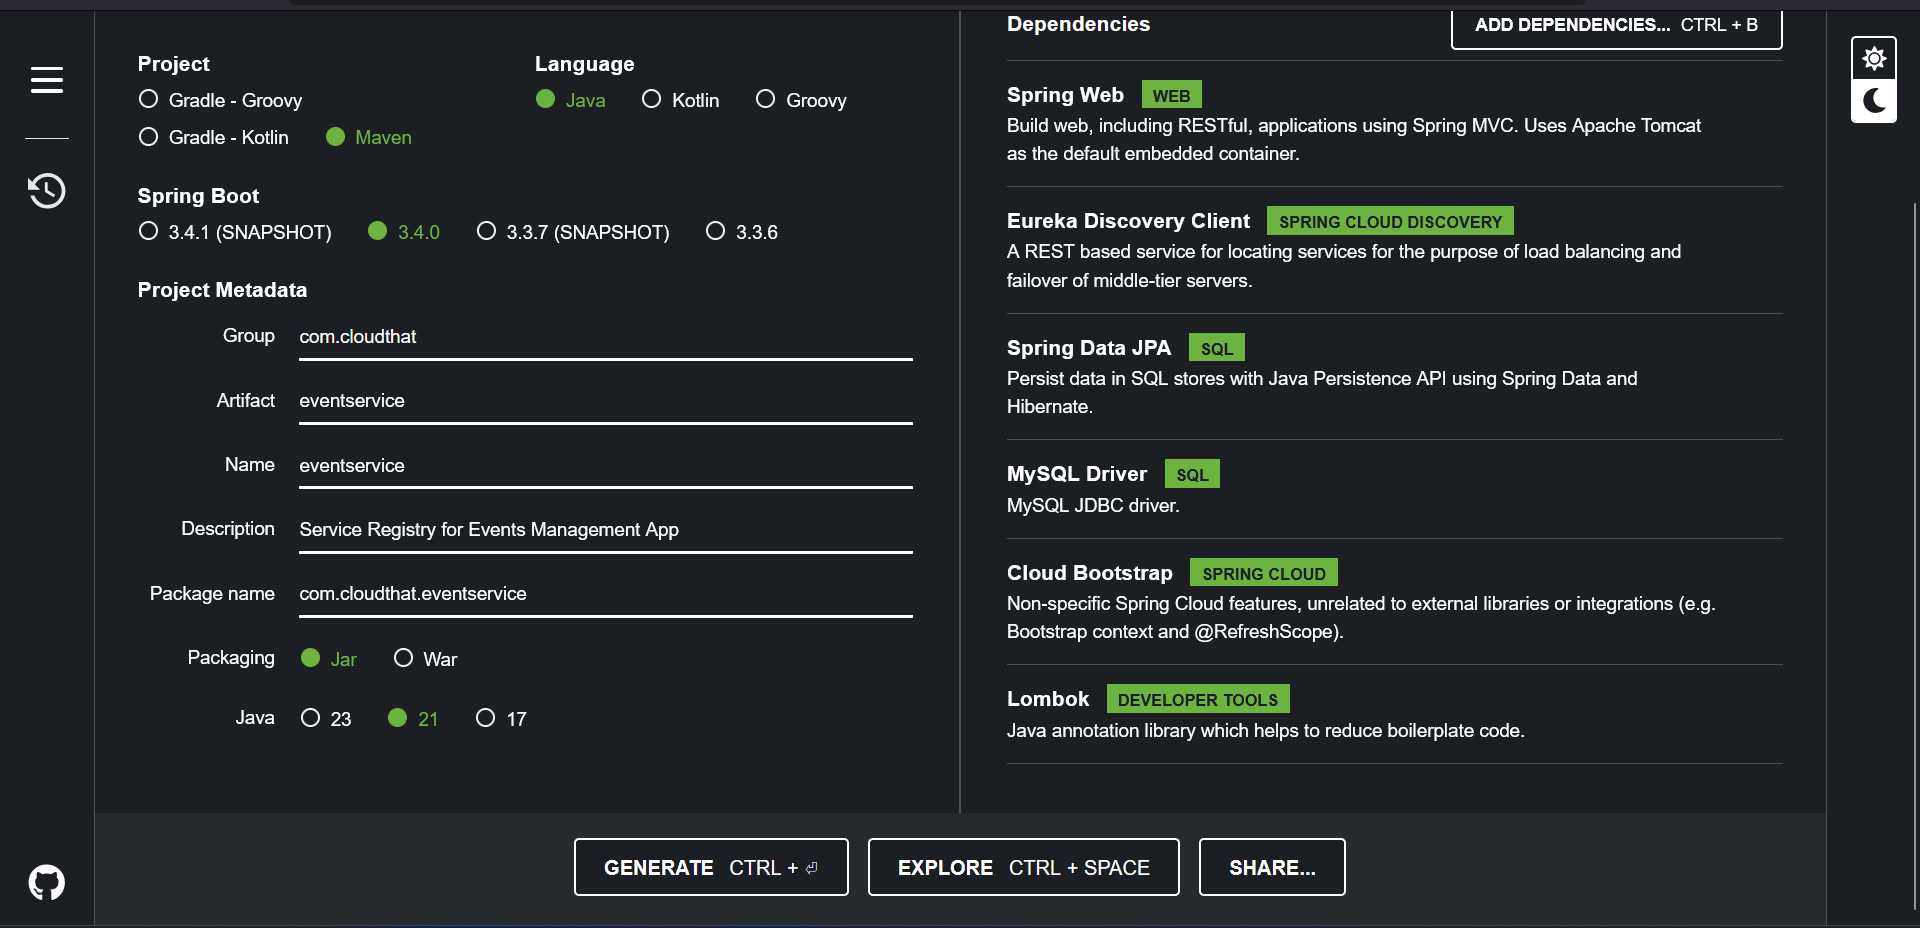 Project
Gradle - Groovy
Gradle - Kotlin
Maven
Language
Java
Kotlin
Groovy
Spring Boot
3.4.1 (SNAPSHOT)
3.4.0
3.3.7 (SNAPSHOT)
3.3.6
Project Metadata
Group
com.cloudthat
Artifact
eventservice
Name
eventservice
Description
Service Registry for Events Management App
Package name
com.cloudthat.eventservice
Packaging
Jar
War
Java
23
21
17
Dependencies
ADD DEPENDENCIES... CTRL + B
Spring Web WEB
Build web, including RESTful, applications using Spring MVC. Uses Apache Tomcat
as the default embedded container.
Eureka Discovery Client SPRING CLOUD DISCOVERY
A REST based service for locating services for the purpose of load balancing and
failover of middle-tier servers.
Spring Data JPA SQL
Persist data in SQL stores with Java Persistence API using Spring Data and
Hibernate.
MySQL Driver SQL
MySQL JDBC driver.
Cloud Bootstrap SPRING CLOUD
Non-specific Spring Cloud features, unrelated to external libraries or integrations (e.g.
Bootstrap context and @RefreshScope).
Lombok DEVELOPER TOOLS
Java annotation library which helps to reduce boilerplate code.
GENERATE CTRL + ⏎
EXPLORE CTRL + SPACE
SHARE...